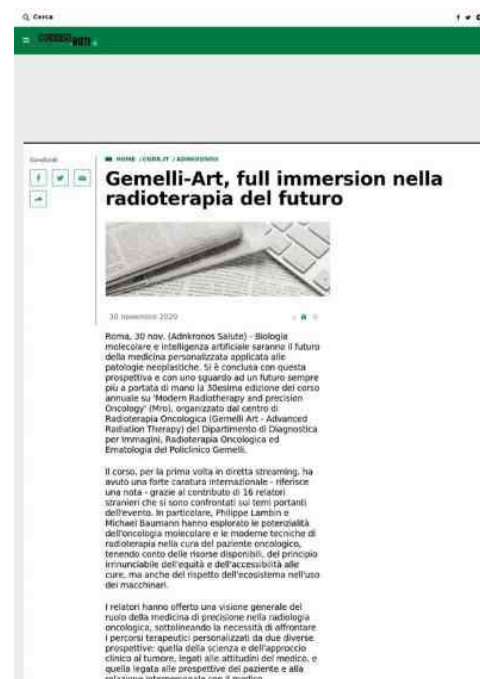 Cerca
CORRIERE
Condividi
HOME / CORR.IT / ADNKRONOS
Gemelli-Art, full immersion nella
radioterapia del futuro
30 novembre 2020
Roma, 30 nov. (Adnkronos Salute) - Biologia
molecolare e intelligenza artificiale saranno il futuro
della medicina personalizzata applicata alle
patologie neoplastiche. Si è conclusa con questa
prospettiva e con uno sguardo ad un futuro sempre
più a portata di mano la 30esima edizione del corso
annuale su 'Modern Radiotherapy and precision
Oncology' (Mro), organizzato dal centro di
Radioterapia Oncologica (Gemelli Art - Advanced
Radiation Therapy) del Dipartimento di Diagnostica
per Immagini, Radioterapia Oncologica ed
Ematologia del Policlinico Gemelli.
Il corso, per la prima volta in diretta streaming, ha
avuto una forte caratura internazionale - riferisce
una nota - grazie al contributo di 16 relatori
stranieri che si sono confrontati sui temi portanti
dell'evento. In particolare, Philippe Lambin e
Michael Baumann hanno esplorato le potenzialità
dell'oncologia molecolare e le moderne tecniche di
radioterapia nella cura del paziente oncologico,
tenendo conto delle risorse disponibili, del principio
irrinunciabile dell'equità e dell'accessibilità alle
cure, ma anche del rispetto dell'ecosistema nell'uso
dei macchinari.
I relatori hanno offerto una visione generale del
ruolo della medicina di precisione nella radiologia
oncologica, sottolineando la necessità di affrontare
i percorsi terapeutici personalizzati da due diverse
prospettive: quella della scienza e dell'approccio
clinico al tumore, legati alle attitudini del medico, e
quella legata alle prospettive del paziente e alla
relazione interpersonale con il medico